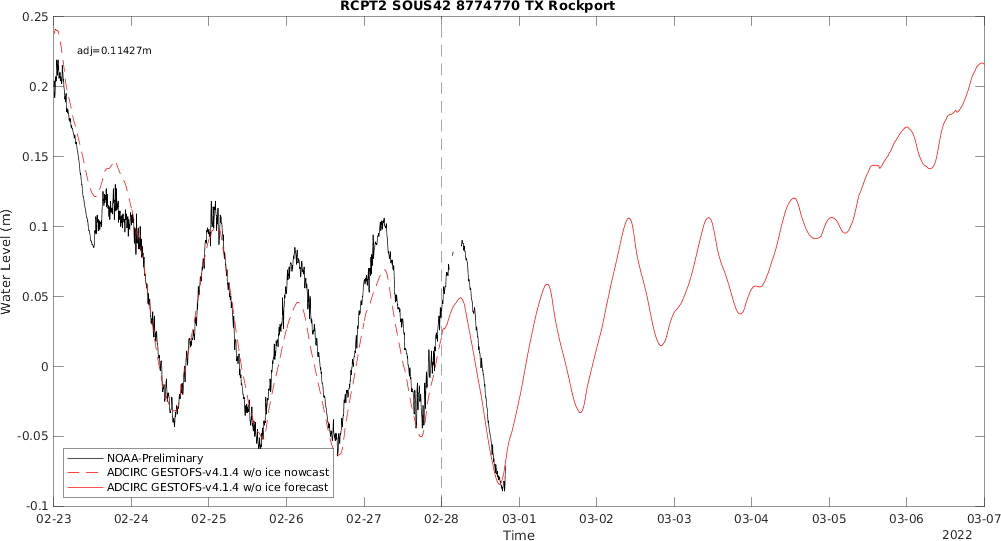 RCPT2 SOUS42 8774770 TX Rockport
adj=0.11427m
0.25
0.2
0.15
0.1
0.05
0
-0.05
-0.1
Water Level (m)
NOAA-Preliminary
ADCIRC GESTOFS-v4.1.4 w/o ice nowcast
ADCIRC GESTOFS-v4.1.4 w/o ice forecast
02-23 02-24 02-25 02-26 02-27 02-28 03-01 03-02 03-03 03-04 03-05 03-06 03-07
Time
2022